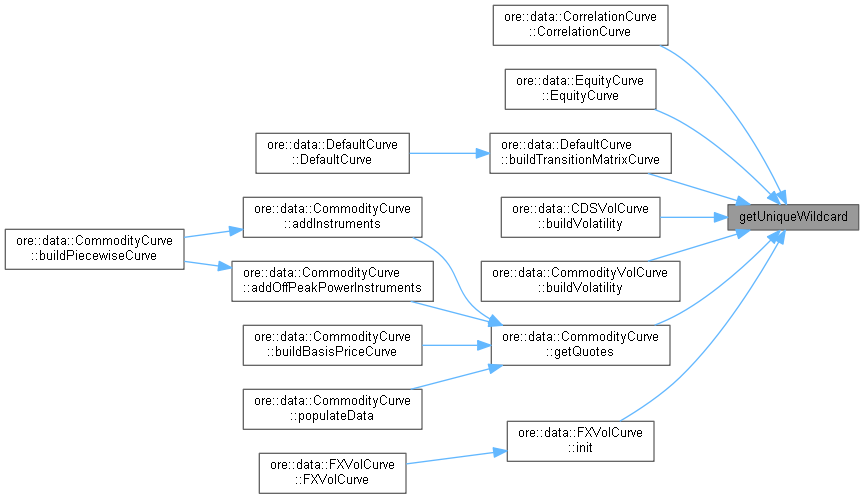 ore::data::CorrelationCurve
::CorrelationCurve
ore::data::EquityCurve
::EquityCurve
ore::data::DefaultCurve
::DefaultCurve
ore::data::DefaultCurve
::buildTransitionMatrixCurve
ore::data::CommodityCurve
::addInstruments
ore::data::CDSVolCurve
::buildVolatility
getUniqueWildcard
ore::data::CommodityCurve
::buildPiecewiseCurve
ore::data::CommodityCurve
::addOffPeakPowerInstruments
ore::data::CommodityVolCurve
::buildVolatility
ore::data::CommodityCurve
::buildBasisPriceCurve
ore::data::CommodityCurve
::getQuotes
ore::data::CommodityCurve
::populateData
ore::data::FXVolCurve
::init
ore::data::FXVolCurve
::FXVolCurve